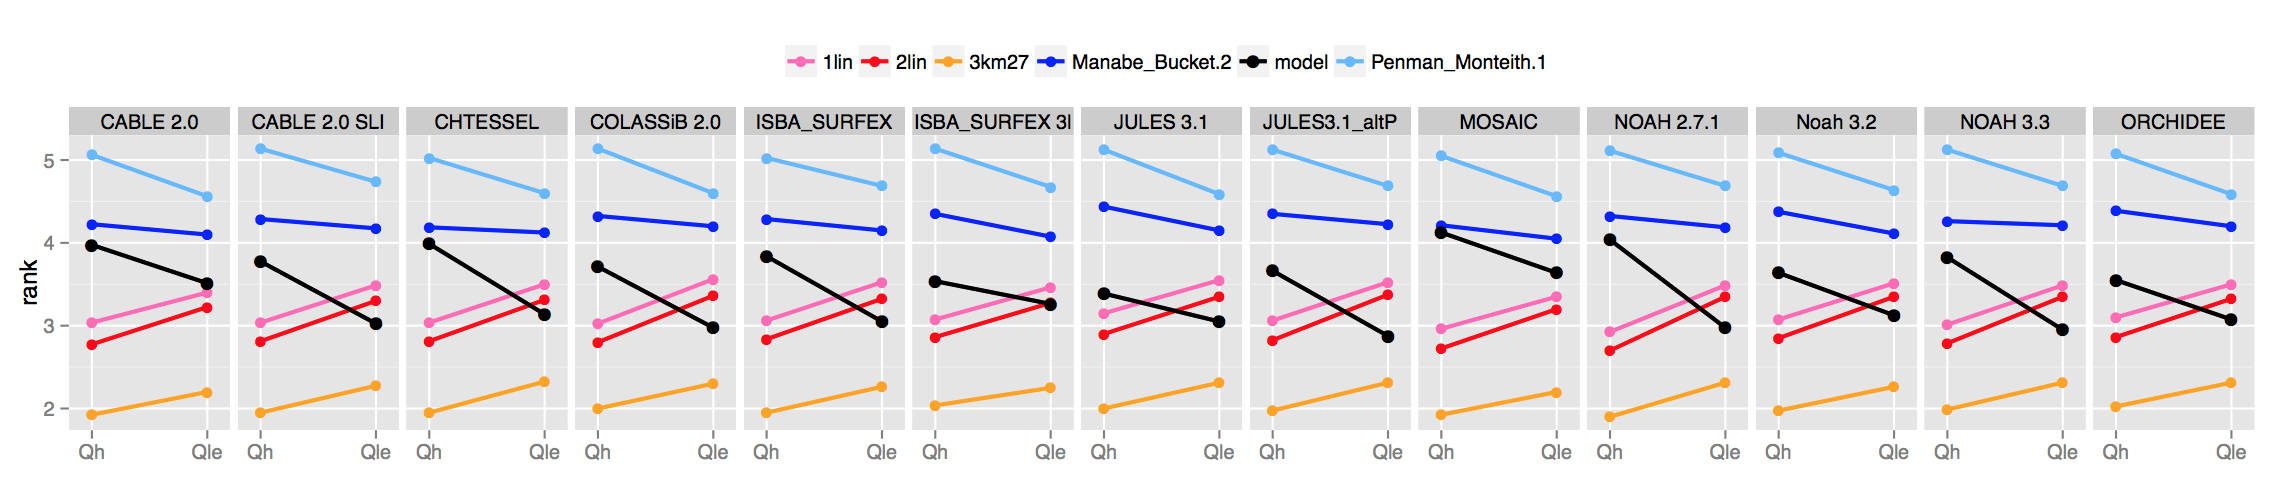 1lin 2lin 3km27 Manabe_Bucket.2 model Penman_Monteith.1
CABLE 2.0 CABLE 2.0 SLI CHTESSEL COLASSiB 2.0 ISBA_SURFEX ISBA_SURFEX 3l JULES 3.1 JULES3.1_altP MOSAIC NOAH 2.7.1 Noah 3.2 NOAH 3.3 ORCHIDEE
5
4
3
2
rank
Qh Qle Qh Qle Qh Qle Qh Qle Qh Qle Qh Qle Qh Qle Qh Qle Qh Qle Qh Qle Qh Qle Qh Qle Qh Qle